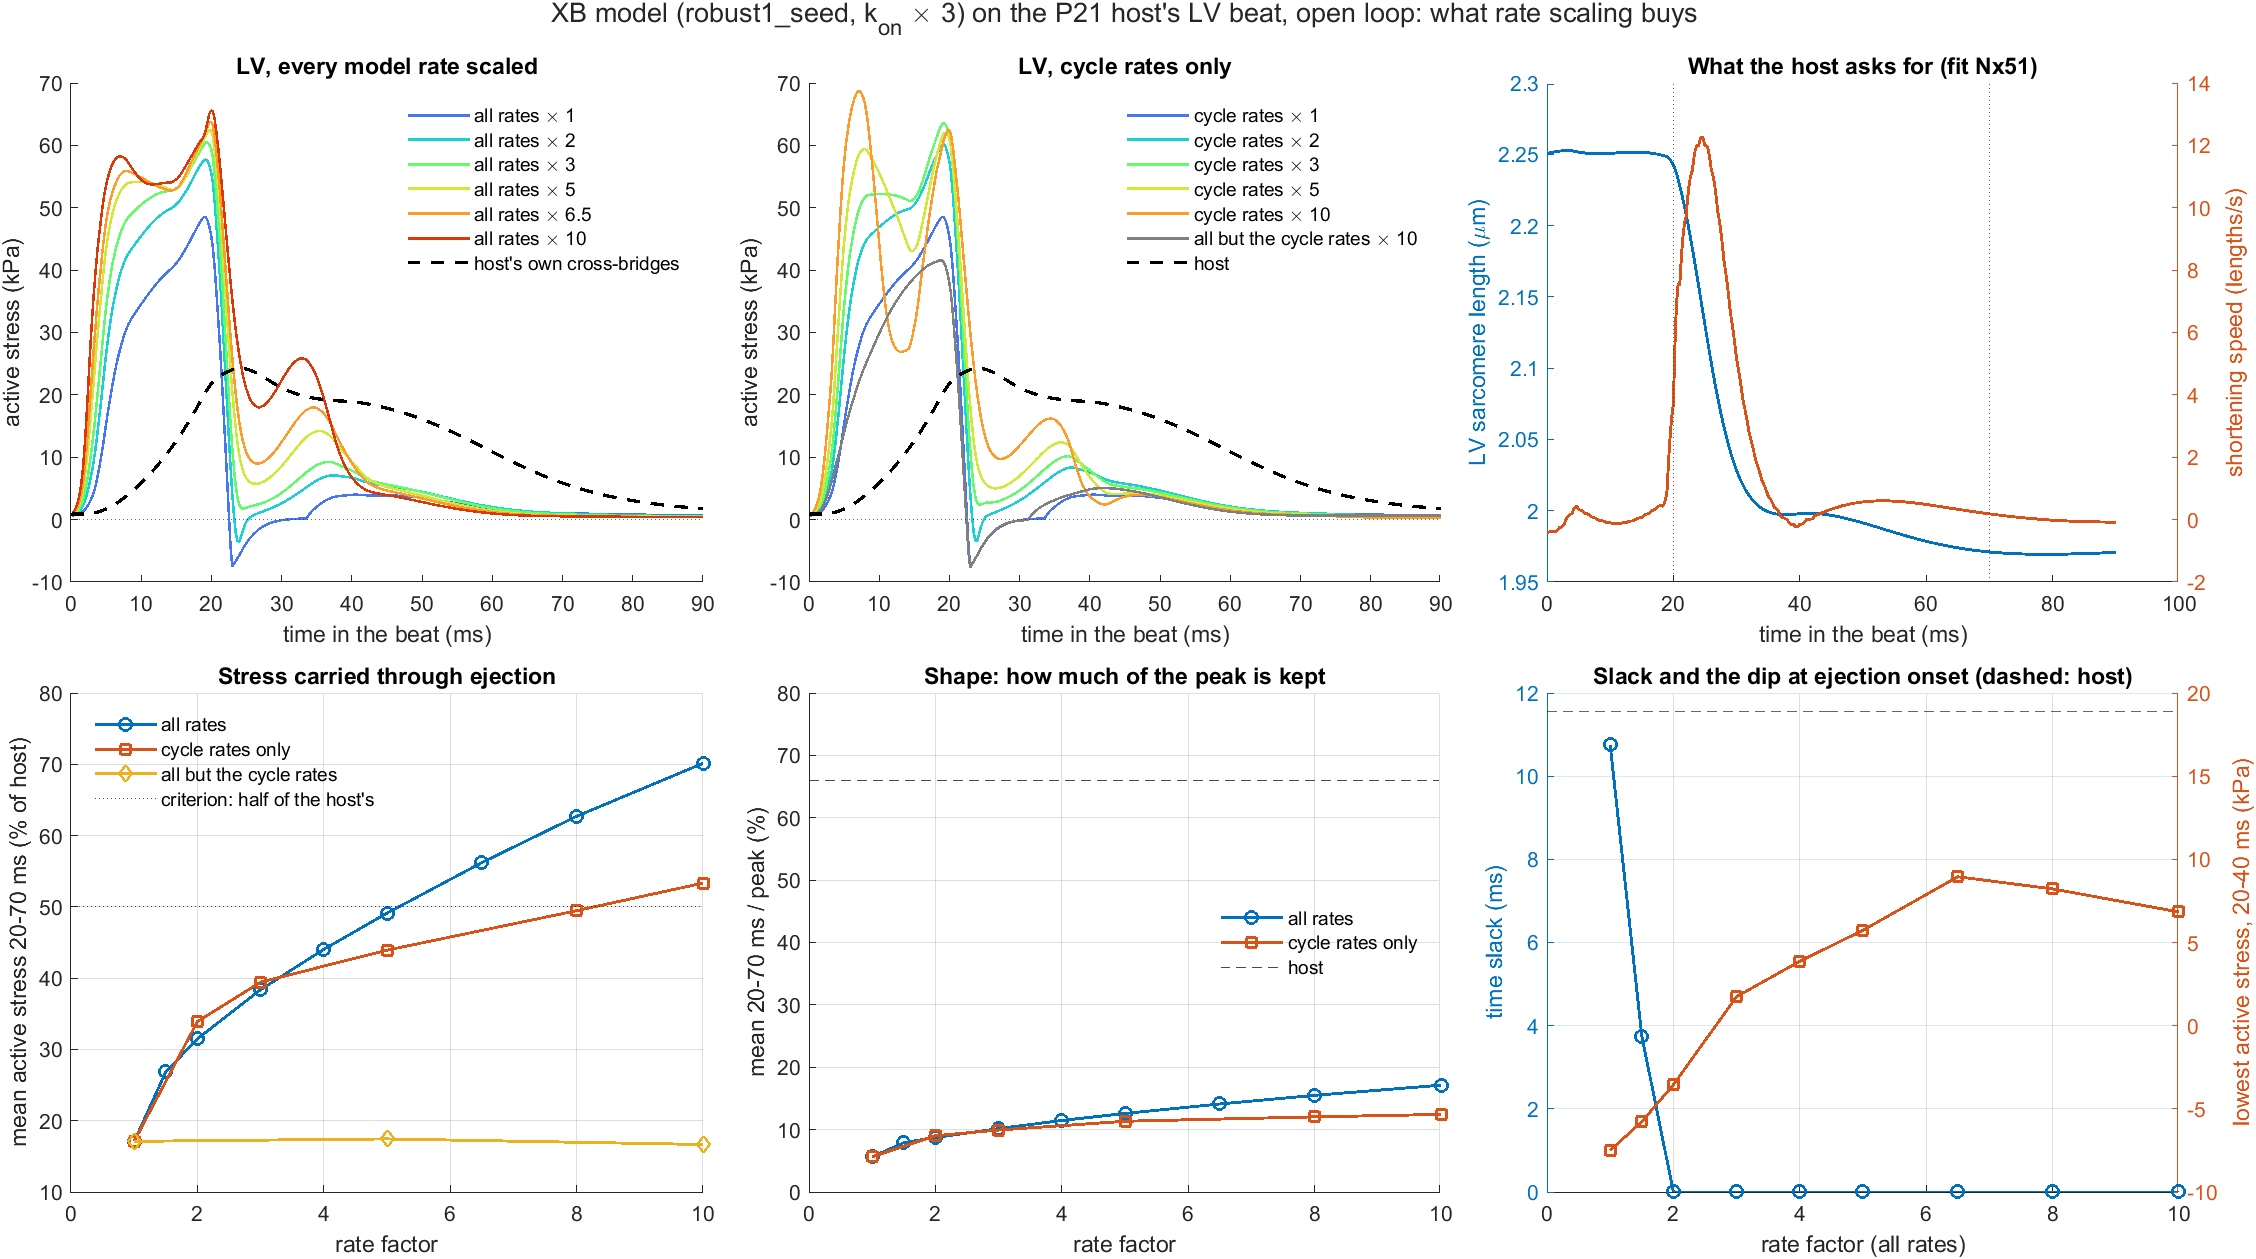 XB model (robust1_seed, k_on × 3) on the P21 host's LV beat, open loop: what rate scaling buys
LV, every model rate scaled
active stress (kPa)
70
60
50
40
30
20
10
0
-10
all rates × 1
all rates × 2
all rates × 3
all rates × 5
all rates × 6.5
all rates × 10
host's own cross-bridges
0 10 20 30 40 50 60 70 80 90
time in the beat (ms)
LV, cycle rates only
active stress (kPa)
70
60
50
40
30
20
10
0
-10
cycle rates × 1
cycle rates × 2
cycle rates × 3
cycle rates × 5
cycle rates × 10
all but the cycle rates × 10
host
0 10 20 30 40 50 60 70 80 90
time in the beat (ms)
What the host asks for (fit Nx51)
LV sarcomere length (μm)
2.3
2.25
2.2
2.15
2.1
2.05
2
1.95
shortening speed (lengths/s)
14
12
10
8
6
4
2
0
-2
0 20 40 60 80 100
time in the beat (ms)
Stress carried through ejection
mean active stress 20-70 ms (% of host)
80
70
60
50
40
30
20
10
all rates
cycle rates only
all but the cycle rates
criterion: half of the host's
0 2 4 6 8 10
rate factor
Shape: how much of the peak is kept
mean 20-70 ms / peak (%)
80
70
60
50
40
30
20
10
0
all rates
cycle rates only
host
0 2 4 6 8 10
rate factor
Slack and the dip at ejection onset (dashed: host)
time slack (ms)
12
10
8
6
4
2
0
lowest active stress, 20-40 ms (kPa)
20
15
10
5
0
-5
-10
0 2 4 6 8 10
rate factor (all rates)